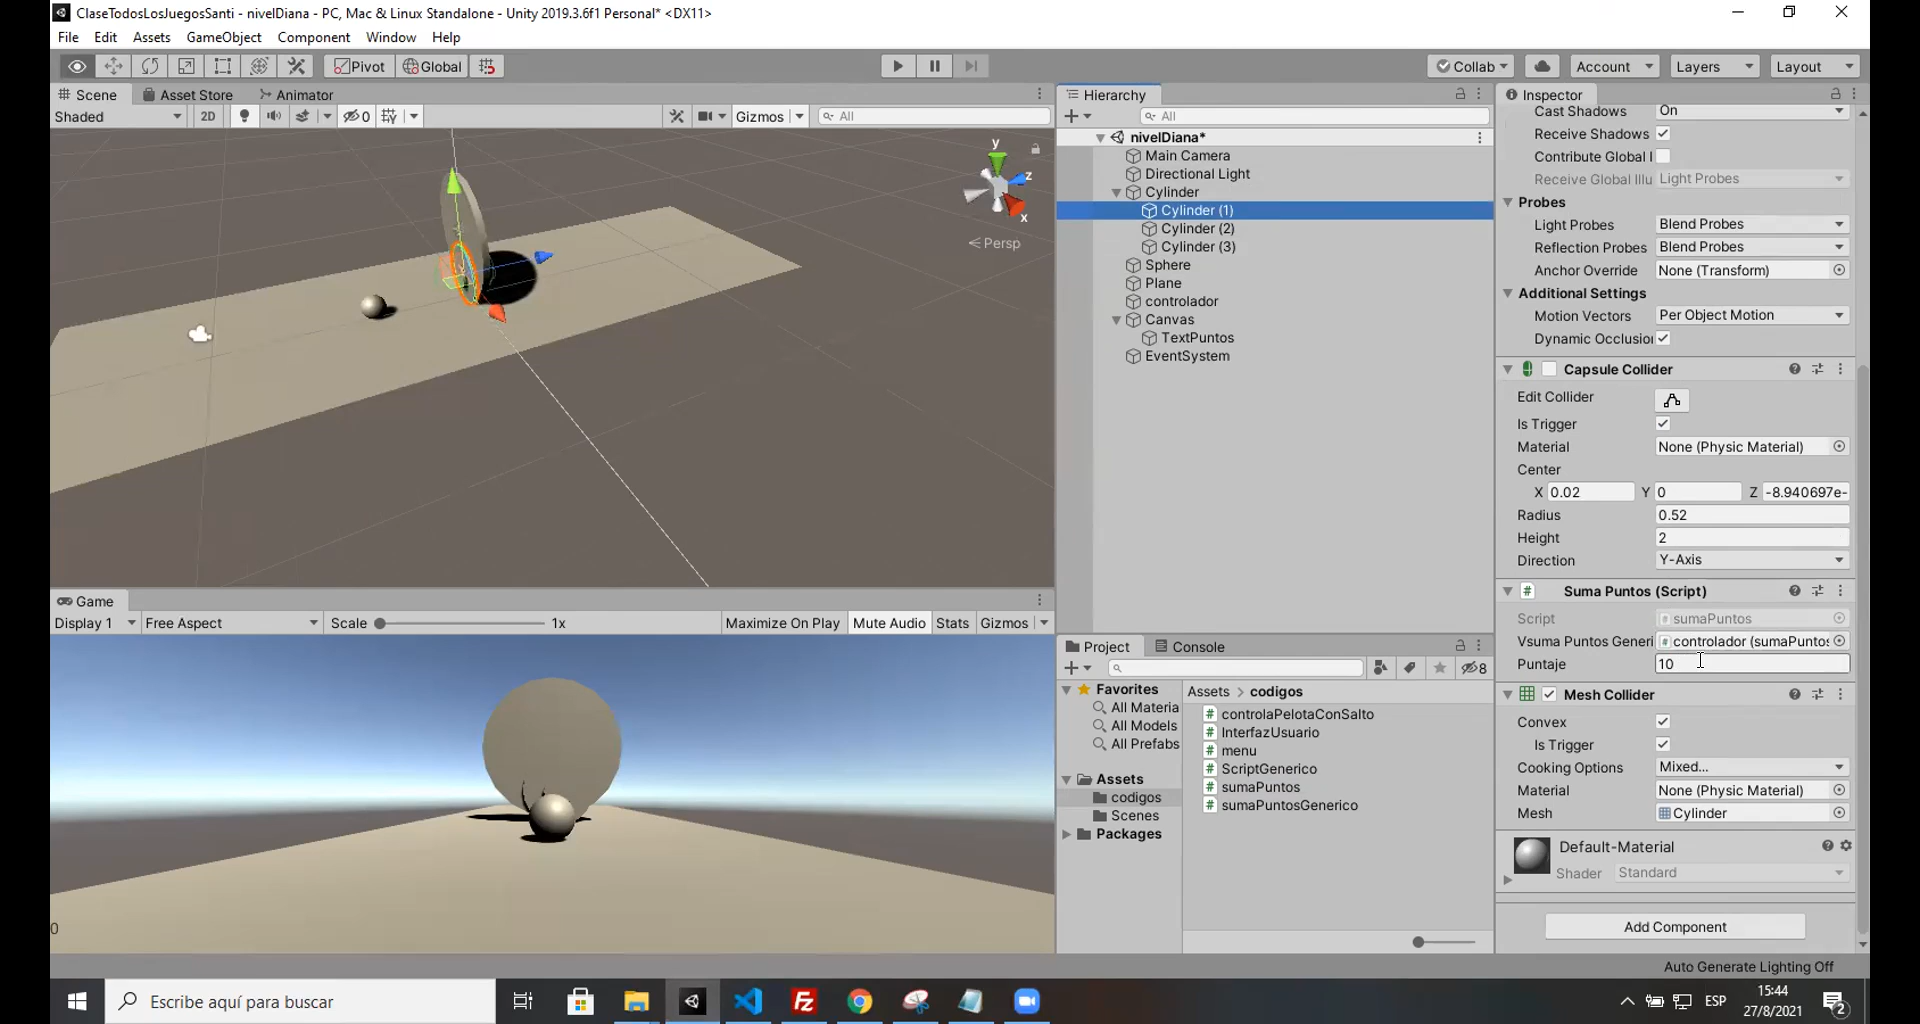 ClaseTodosLosJuegosSanti - nivelDiana - PC, Mac & Linux Standalone - Unity 2019.3.6f1 Personal* <DX11>
File Edit Assets GameObject Component Window Help
Pivot Global Collab Account Layers Layout
Scene Asset Store Animator
Shaded 2D 0 Gizmos All
y
z
x
Persp
Game
Display 1 Free Aspect Scale 1x Maximize On Play Mute Audio Stats Gizmos
0
Hierarchy
All
nivelDiana*
Main Camera
Directional Light
Cylinder
Cylinder (1)
Cylinder (2)
Cylinder (3)
Sphere
Plane
controlador
Canvas
TextPuntos
EventSystem
Project Console
8
Favorites
All Materia
All Models
All Prefabs
Assets
codigos
Scenes
Packages
Assets > codigos
controlaPelotaConSalto
InterfazUsuario
menu
ScriptGenerico
sumaPuntos
sumaPuntosGenerico
Inspector
Cast Shadows On
Receive Shadows
Contribute Global I
Receive Global Illu Light Probes
Probes
Light Probes Blend Probes
Reflection Probes Blend Probes
Anchor Override None (Transform)
Additional Settings
Motion Vectors Per Object Motion
Dynamic Occlusion
Capsule Collider
Edit Collider
Is Trigger
Material None (Physic Material)
Center
X 0.02 Y 0 Z -8.940697e-
Radius 0.52
Height 2
Direction Y-Axis
Suma Puntos (Script)
Script sumaPuntos
Vsuma Puntos Generi controlador (sumaPuntos
Puntaje 10
Mesh Collider
Convex
Is Trigger
Cooking Options Mixed...
Material None (Physic Material)
Mesh Cylinder
Default-Material
Shader Standard
Add Component
Auto Generate Lighting Off
Escribe aquí para buscar
ESP
15:44
27/8/2021
2